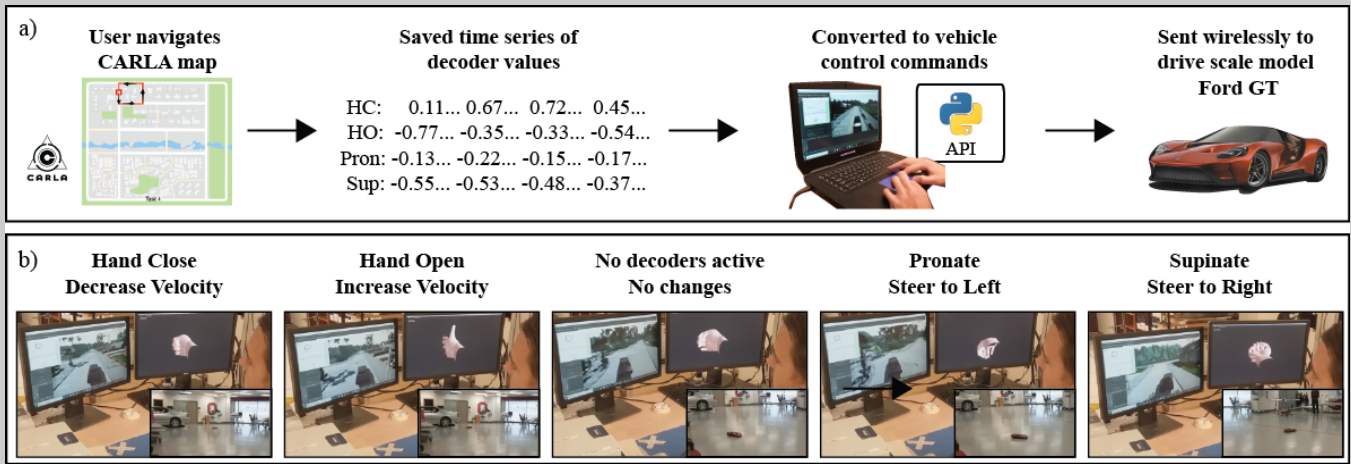 a)
User navigates
CARLA map
Saved time series of
decoder values
Converted to vehicle
control commands
Sent wirelessly to
drive scale model
Ford GT
HC: 0.11... 0.67... 0.72... 0.45...
HO: -0.77... -0.35... -0.33... -0.54...
Pron: -0.13... -0.22... -0.15... -0.17...
Sup: -0.55... -0.53... -0.48... -0.37...
CARLA
API
b)
Hand Close
Decrease Velocity
Hand Open
Increase Velocity
No decoders active
No changes
Pronate
Steer to Left
Supinate
Steer to Right